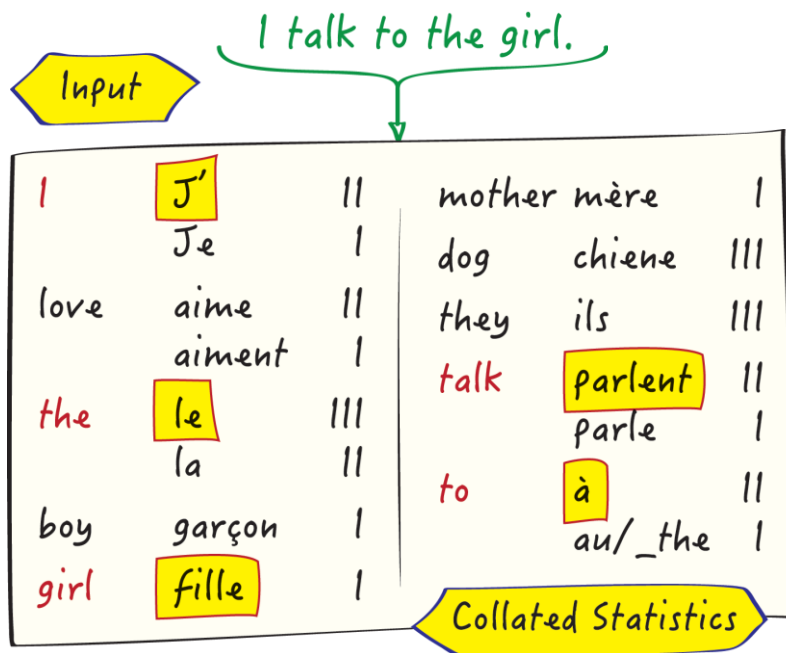 I talk to the girl.
Input
I J' II
Je I
love aime II
aiment I
the le III
la II
boy garçon I
girl fille I
mother mère I
dog chiene III
they ils III
talk parlent II
parle I
to à II
au/_the I
Collated Statistics